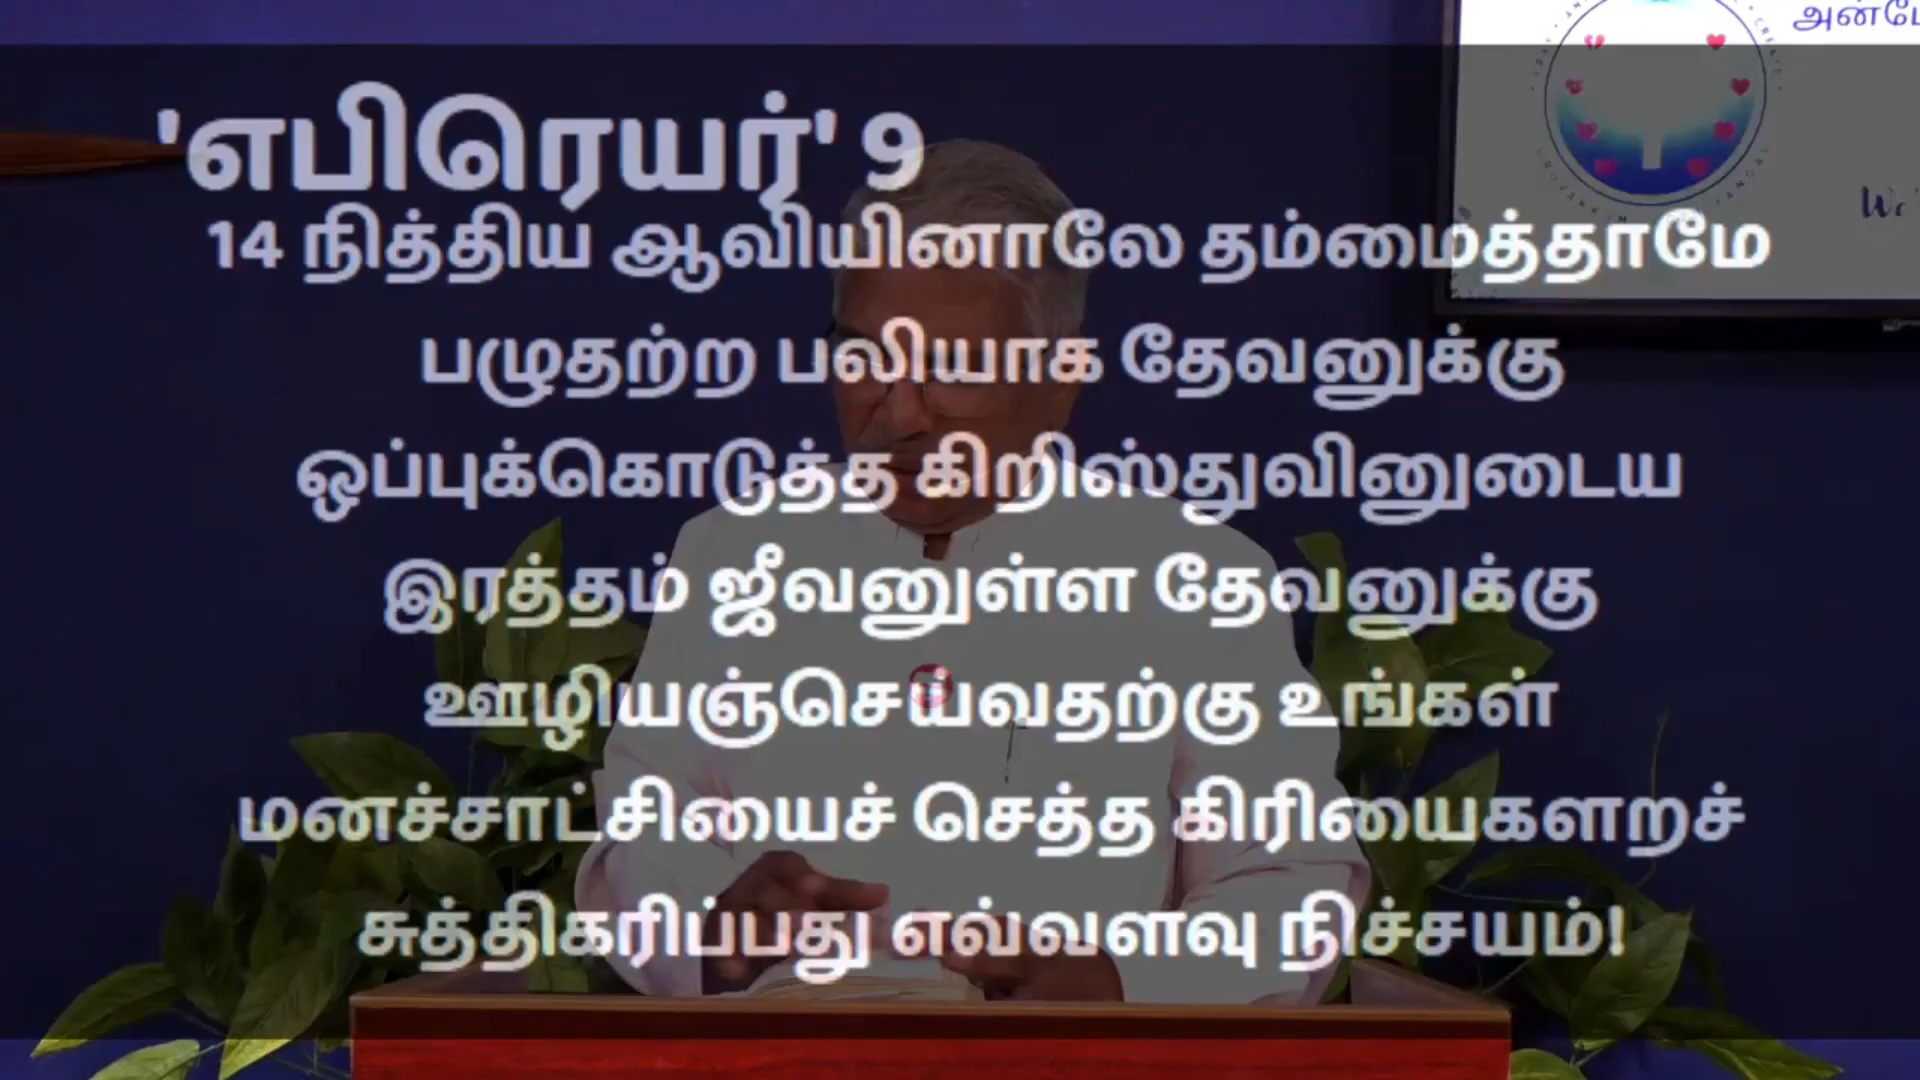 அன்பே
'எபிரெயர்' 9
14 நித்திய ஆவியினாலே தம்மைத்தாமே
பழுதற்ற பலியாக தேவனுக்கு
ஒப்புக்கொடுத்த கிறிஸ்துவினுடைய
இரத்தம் ஜீவனுள்ள தேவனுக்கு
ஊழியஞ்செய்வதற்கு உங்கள்
மனச்சாட்சியைச் செத்த கிரியைகளறச்
சுத்திகரிப்பது எவ்வளவு நிச்சயம்!